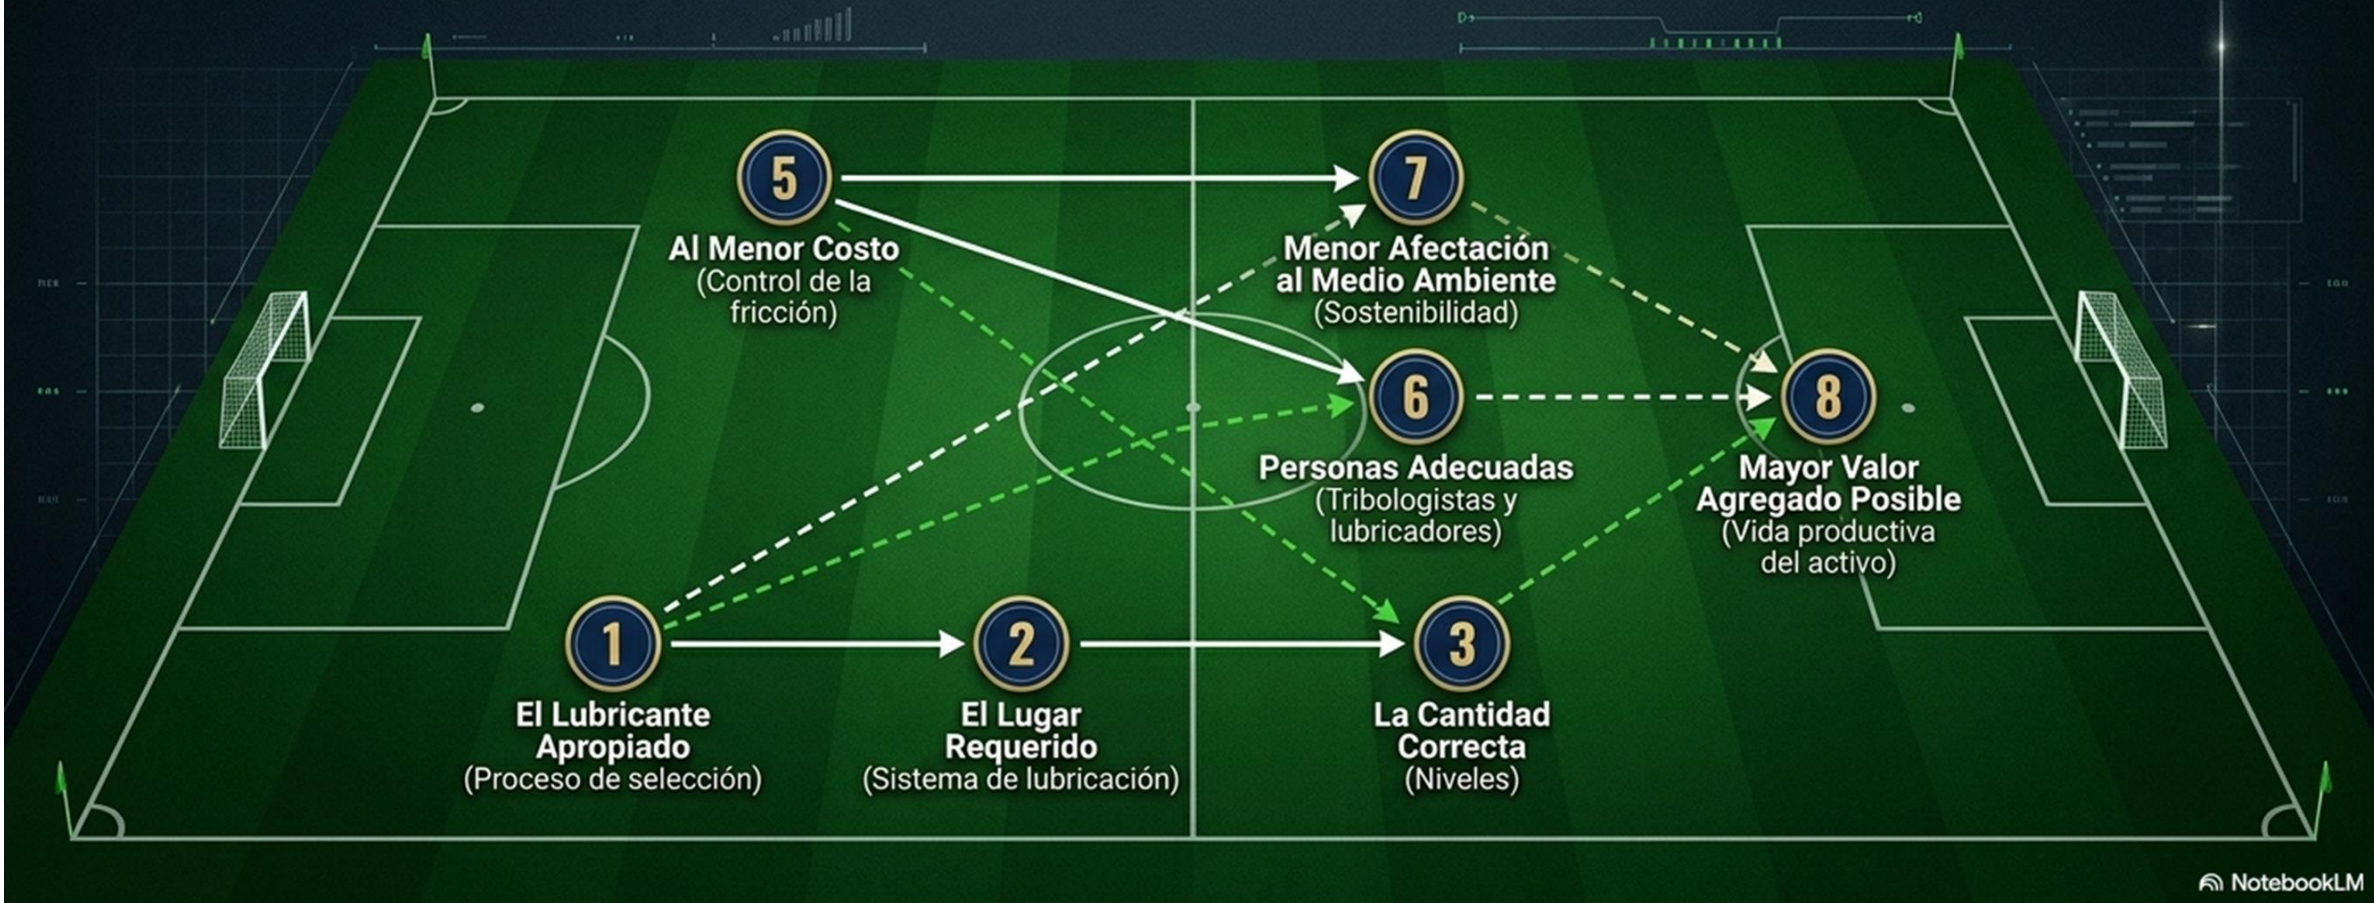 5
Al Menor Costo
(Control de la
fricción)
7
Menor Afectación
al Medio Ambiente
(Sostenibilidad)
6
Personas Adecuadas
(Tribologistas y
lubricadores)
8
Mayor Valor
Agregado Posible
(Vida productiva
del activo)
1
El Lubricante
Apropiado
(Proceso de selección)
2
El Lugar
Requerido
(Sistema de lubricación)
3
La Cantidad
Correcta
(Niveles)
NotebookLM